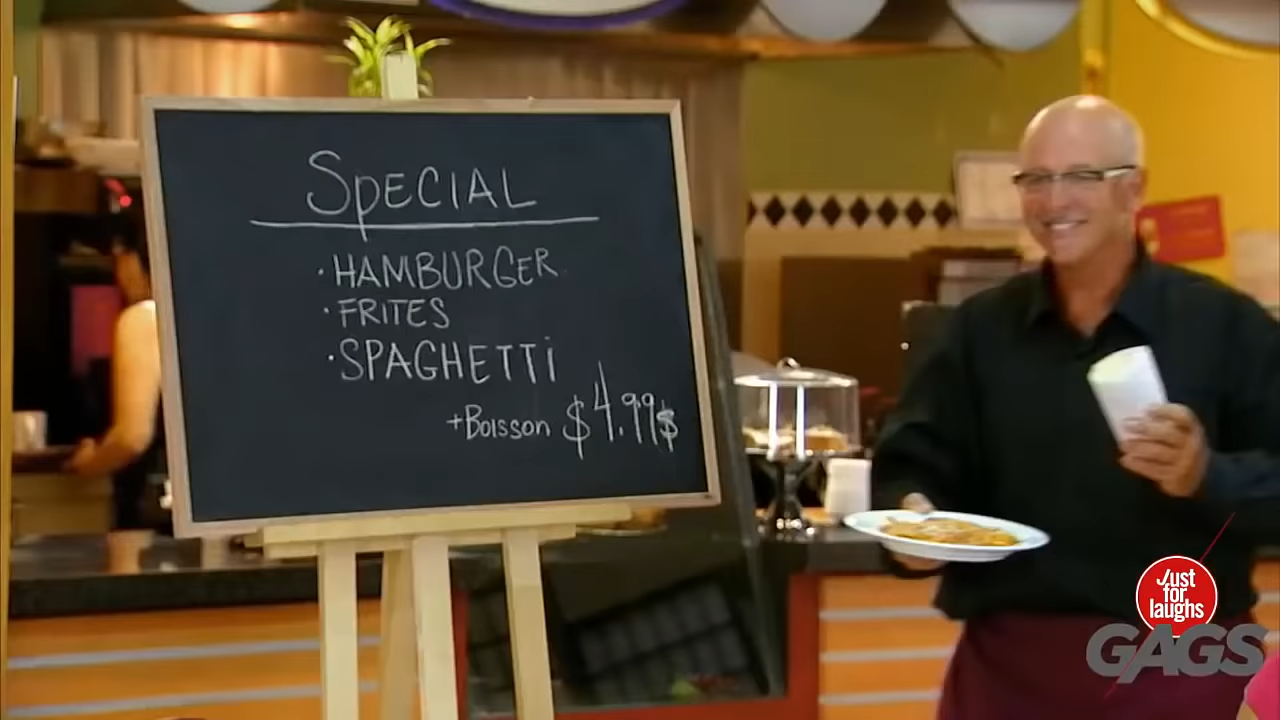 SPECIAL
· HAMBURGER
· FRITES
· SPAGHETTi
+Boisson $4.99$
Just
for
laughs
GAGS